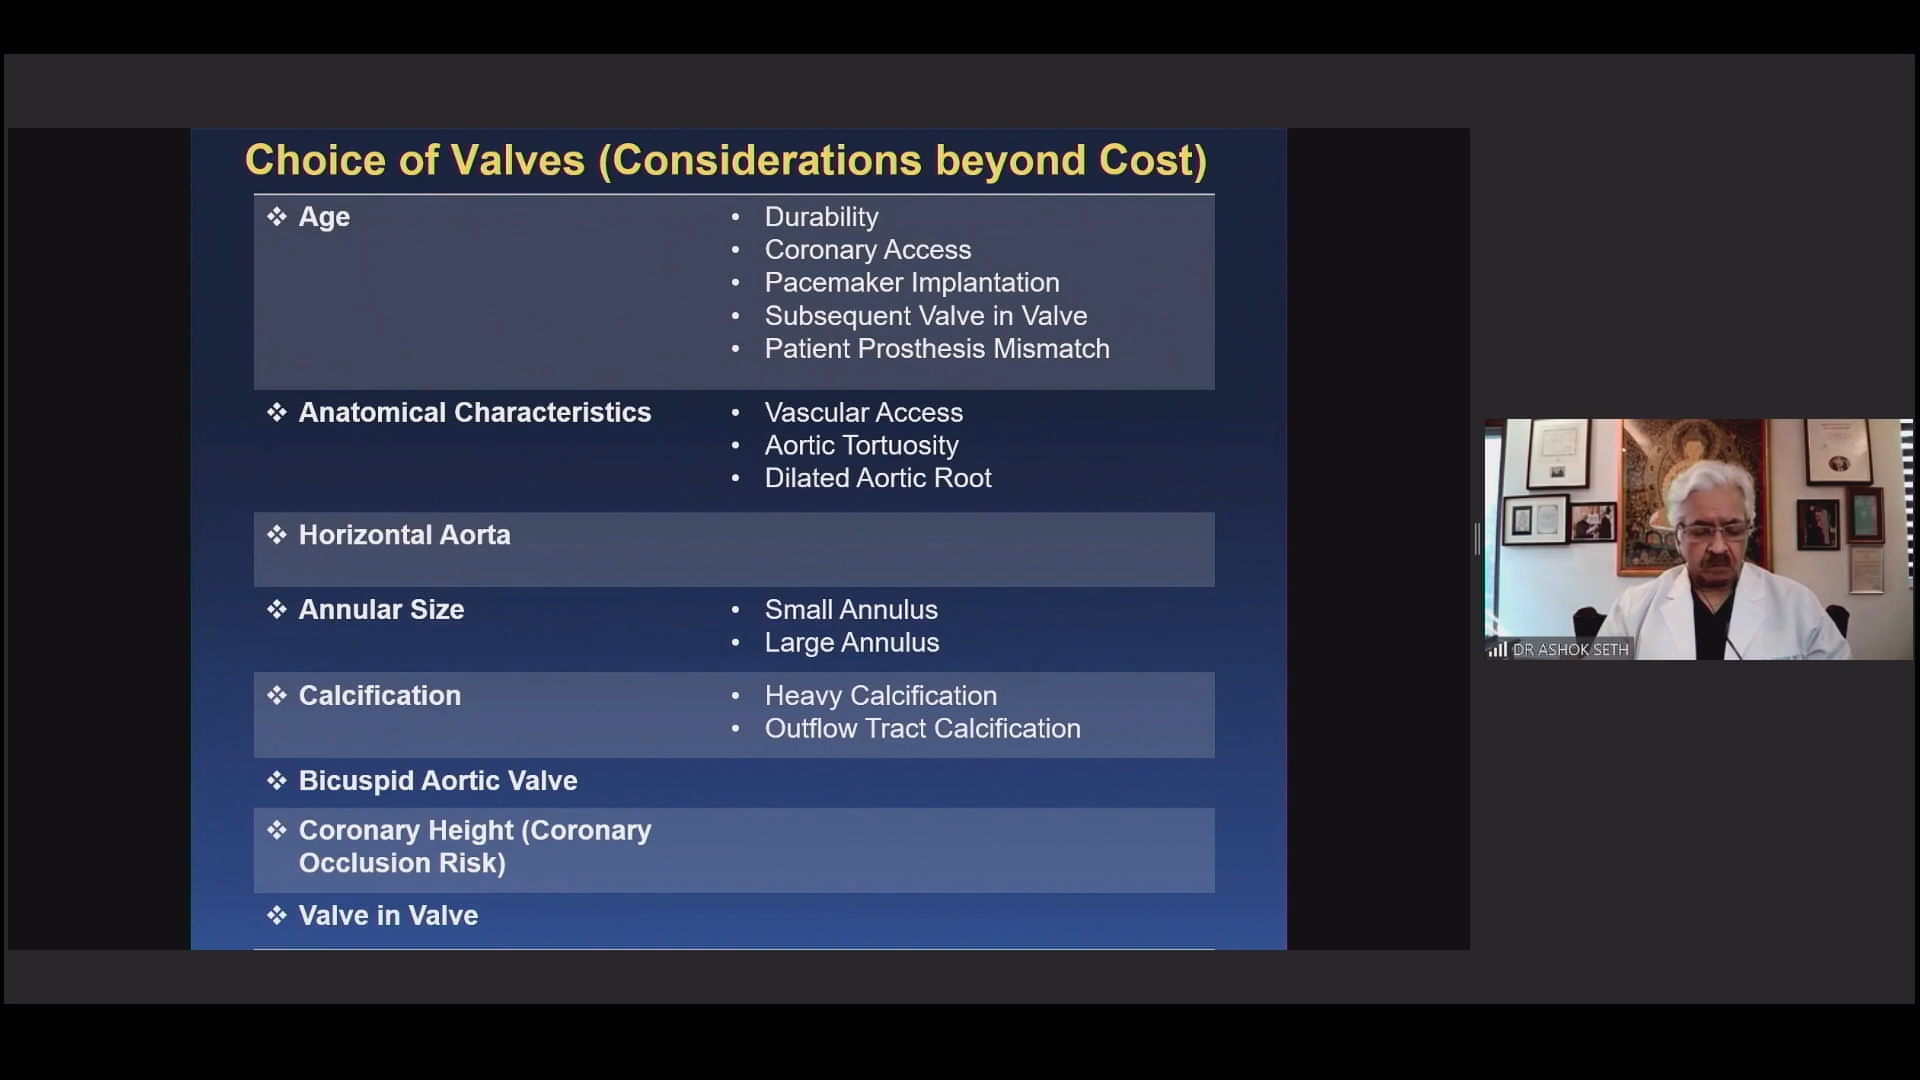 Choice of Valves (Considerations beyond Cost)
❖ Age
• Durability
• Coronary Access
• Pacemaker Implantation
• Subsequent Valve in Valve
• Patient Prosthesis Mismatch
❖ Anatomical Characteristics
• Vascular Access
• Aortic Tortuosity
• Dilated Aortic Root
❖ Horizontal Aorta
❖ Annular Size
• Small Annulus
• Large Annulus
❖ Calcification
• Heavy Calcification
• Outflow Tract Calcification
❖ Bicuspid Aortic Valve
❖ Coronary Height (Coronary
Occlusion Risk)
❖ Valve in Valve
DR ASHOK SETH